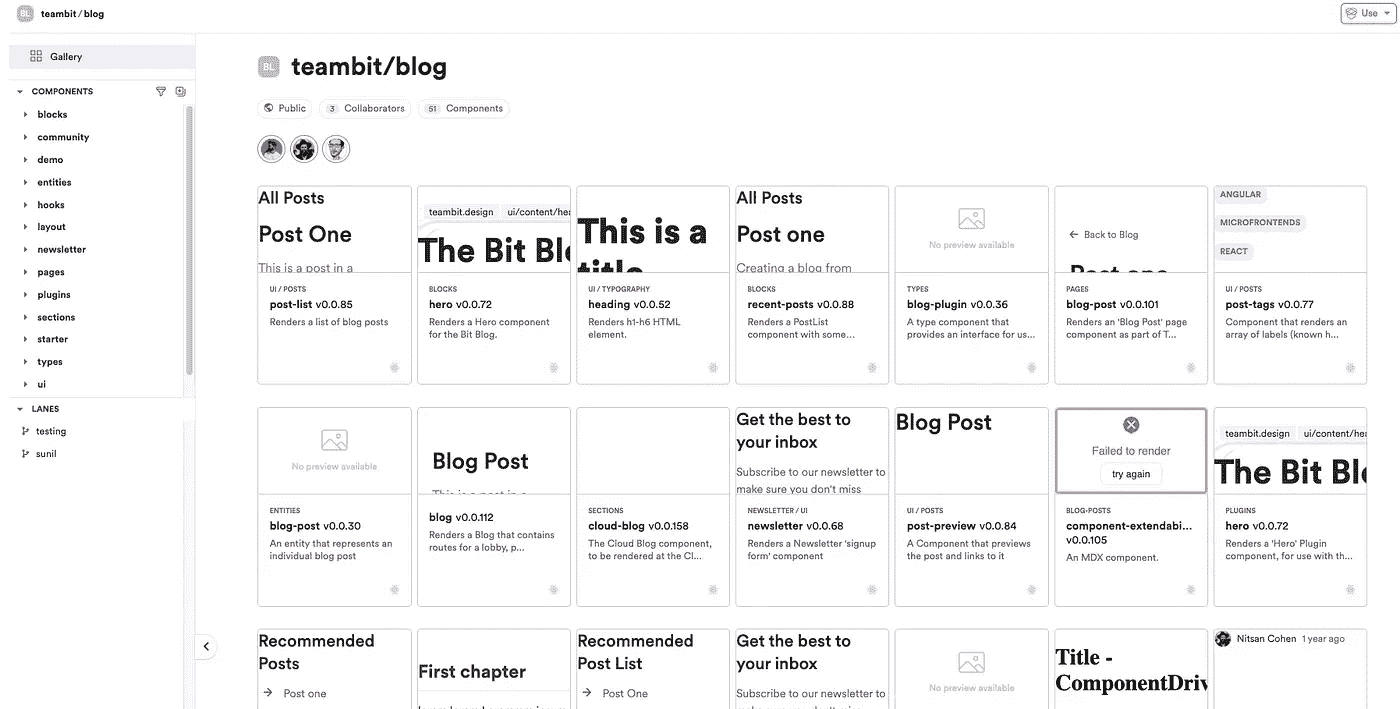 BL teambit / blog
Use
Gallery
COMPONENTS
blocks
community
demo
entities
hooks
layout
newsletter
pages
plugins
sections
starter
types
ui
LANES
testing
sunil
BL teambit/blog
Public 3 Collaborators 51 Components
All Posts
Post One
This is a post in a
UI / POSTS
post-list v0.0.85
Renders a list of blog posts
teambit.design ui/content/hea
The Bit Blo
BLOCKS
hero v0.0.72
Renders a Hero component
for the Bit Blog.
This is a
title
UI / TYPOGRAPHY
heading v0.0.52
Renders h1-h6 HTML
element.
All Posts
Post one
Creating a blog from
BLOCKS
recent-posts v0.0.88
Renders a PostList
component with some...
No preview available
TYPES
blog-plugin v0.0.36
A type component that
provides an interface for us...
← Back to Blog
Post one
PAGES
blog-post v0.0.101
Renders an 'Blog Post' page
component as part of T...
ANGULAR
MICROFRONTENDS
REACT
UI / POSTS
post-tags v0.0.77
Component that renders an
array of labels (known h...
No preview available
ENTITIES
blog-post v0.0.30
An entity that represents an
individual blog post
Blog Post
This is a post in a
blog v0.0.112
Renders a Blog that contains
routes for a lobby, p...
SECTIONS
cloud-blog v0.0.158
The Cloud Blog component,
to be rendered at the Cl...
Get the best to
your inbox
Subscribe to our newsletter to
make sure you don't miss
NEWSLETTER / UI
newsletter v0.0.68
Renders a Newsletter 'signup
form' component
Blog Post
UI / POSTS
post-preview v0.0.84
A Component that previews
the post and links to it
Failed to render
try again
BLOG-POSTS
component-extendabi...
v0.0.105
An MDX component.
teambit.design ui/content/hea
The Bit Blo
PLUGINS
hero v0.0.72
Renders a 'Hero' Plugin
component, for use with th...
Recommended
Posts
→ Post one
First chapter
Recommended
Post List
→ Post One
Get the best to
your inbox
Subscribe to our newsletter to
No preview available
Title -
ComponentDriv
Nitsan Cohen 1 year ago